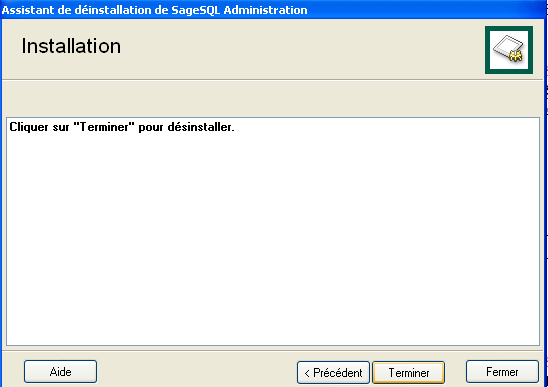 Assistant de déinstallation de SageSQL Administration
Installation
Cliquer sur "Terminer" pour désinstaller.
Aide
< Précédent
Terminer
Fermer